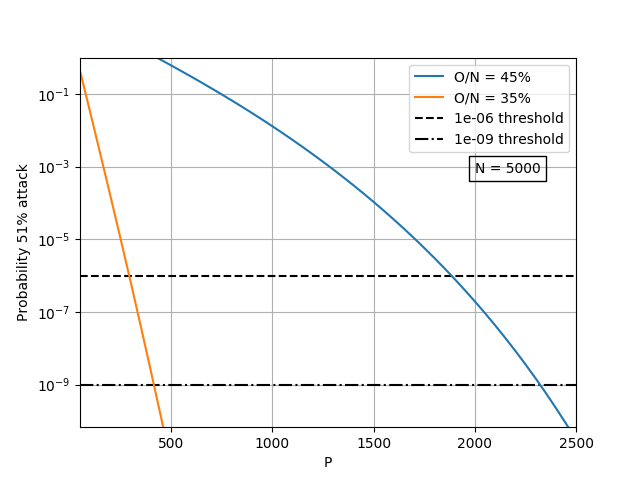 O/N = 45%
O/N = 35%
1e-06 threshold
1e-09 threshold
N = 5000
Probability 51% attack
10⁻¹
10⁻³
10⁻⁵
10⁻⁷
10⁻⁹
500 1000 1500 2000 2500
P